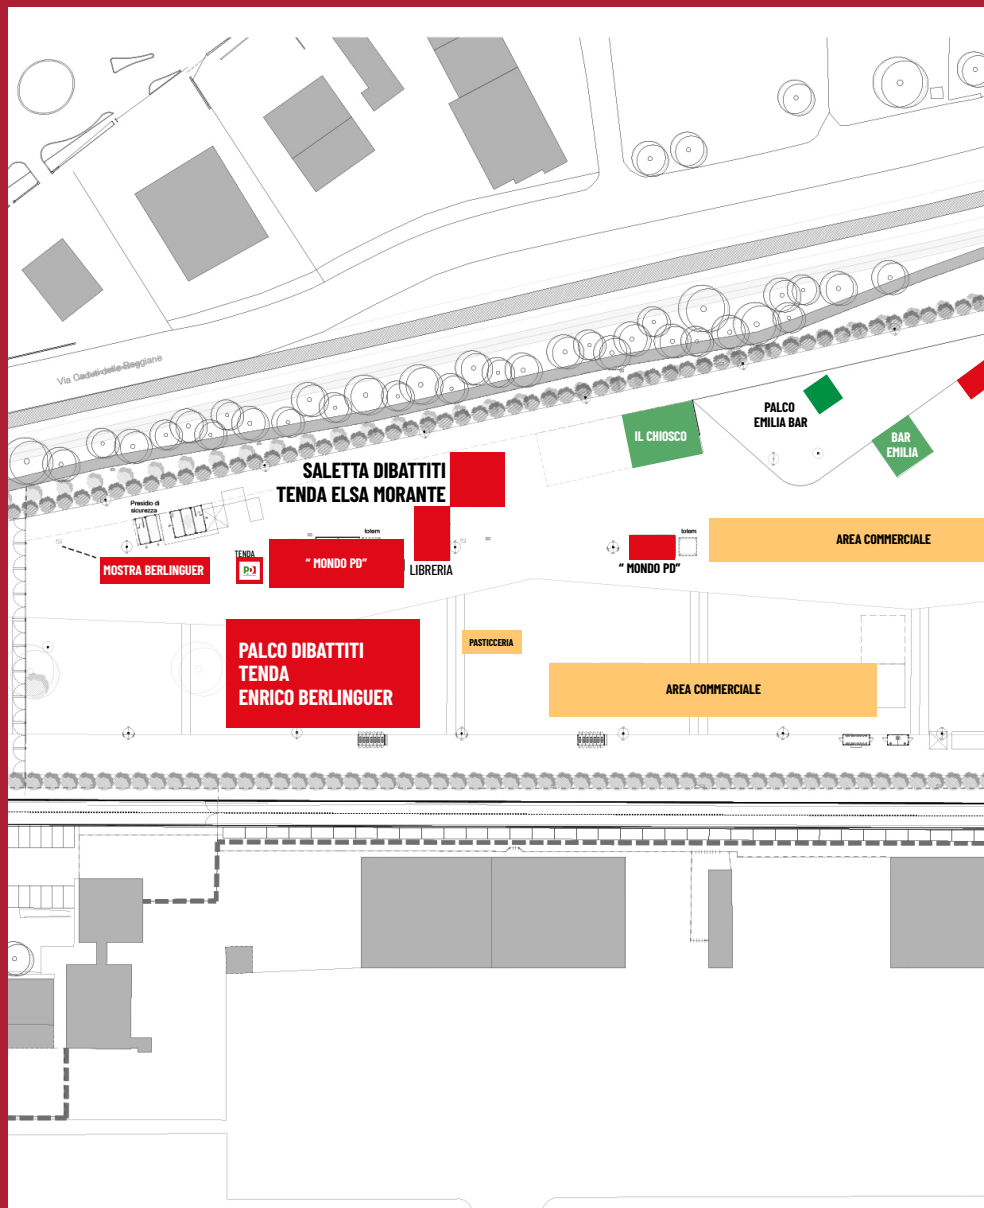 Via Caduti delle Reggiane
PALCO
EMILIA BAR
IL CHIOSCO
BAR
EMILIA
SALETTA DIBATTITI
TENDA ELSA MORANTE
Presidio di
sicurezza
totem
totem
AREA COMMERCIALE
TENDA
PD
MOSTRA BERLINGUER
“ MONDO PD”
LIBRERIA
“ MONDO PD”
PALCO DIBATTITI
TENDA
ENRICO BERLINGUER
PASTICCERIA
AREA COMMERCIALE